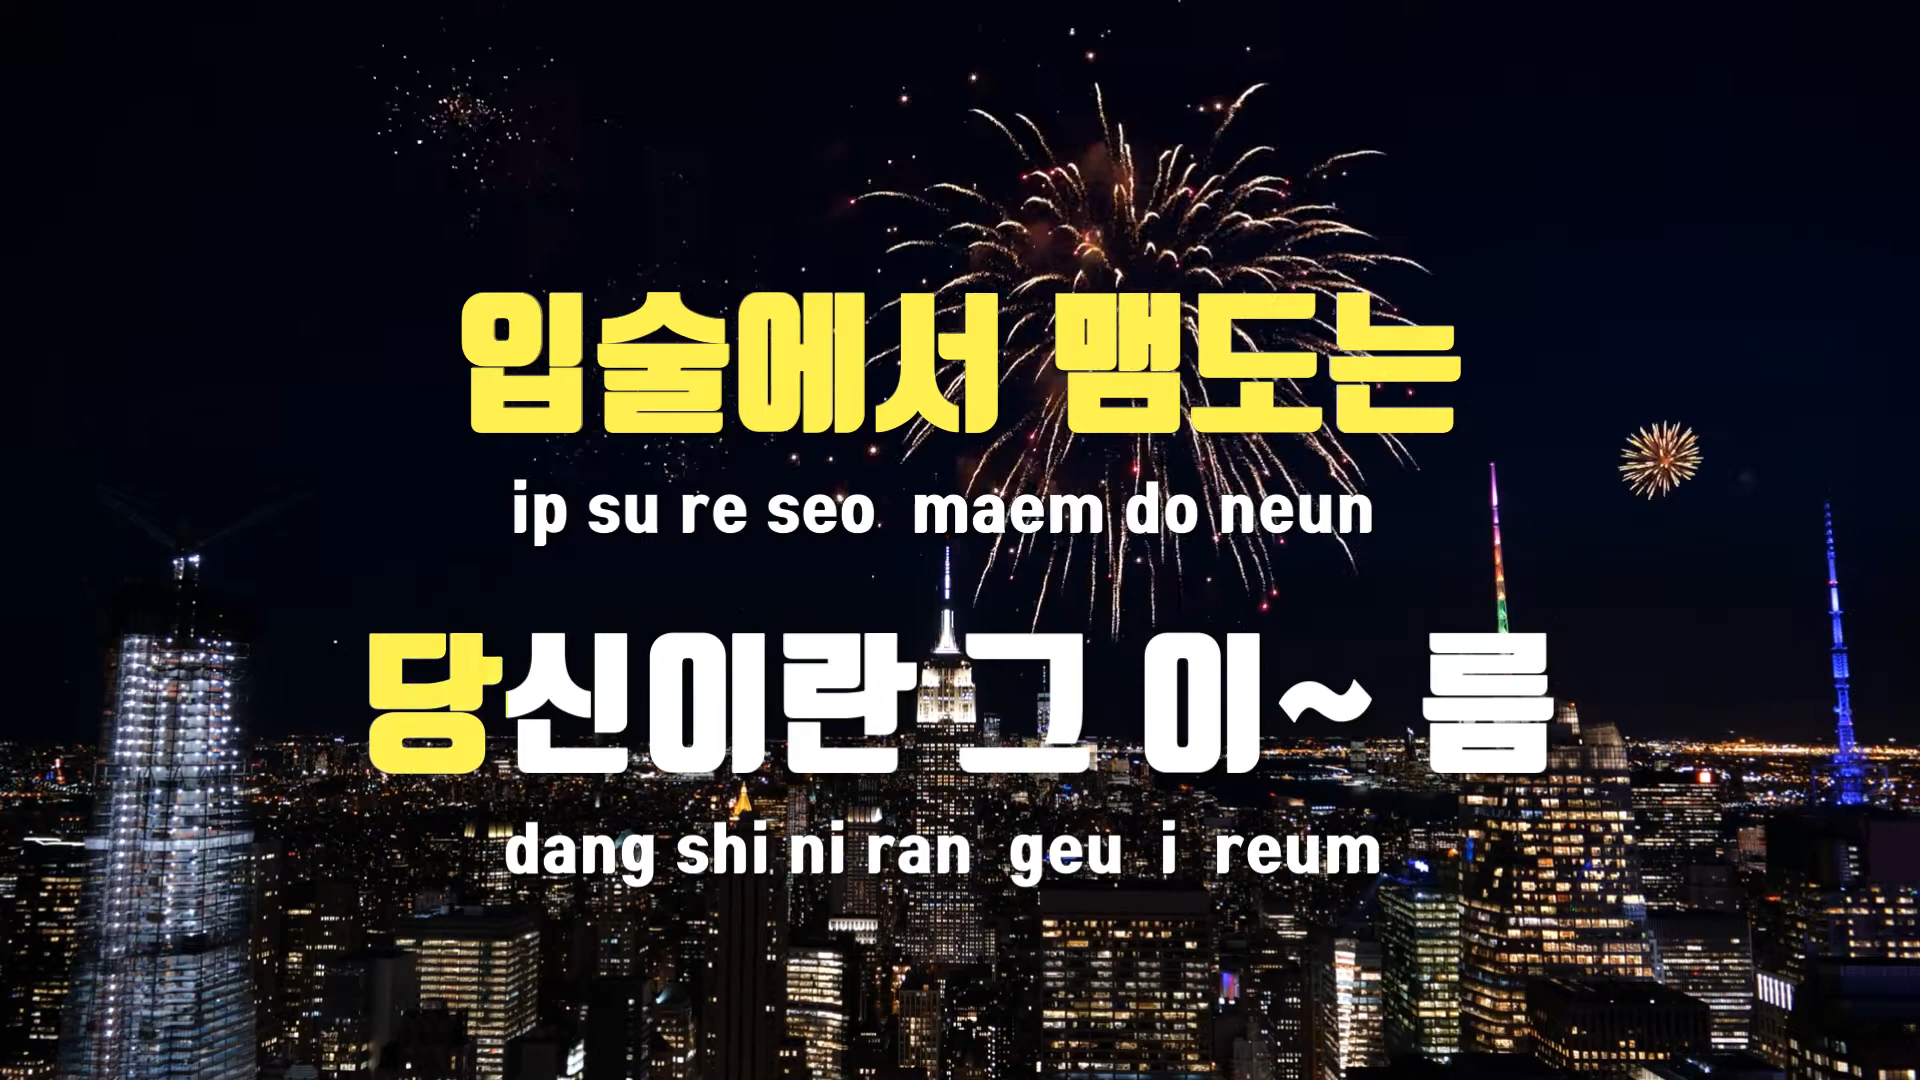 입술에서 맴도는
ip su re seo maem do neun
당신이란 그 이~ 름
dang shi ni ran geu i reum